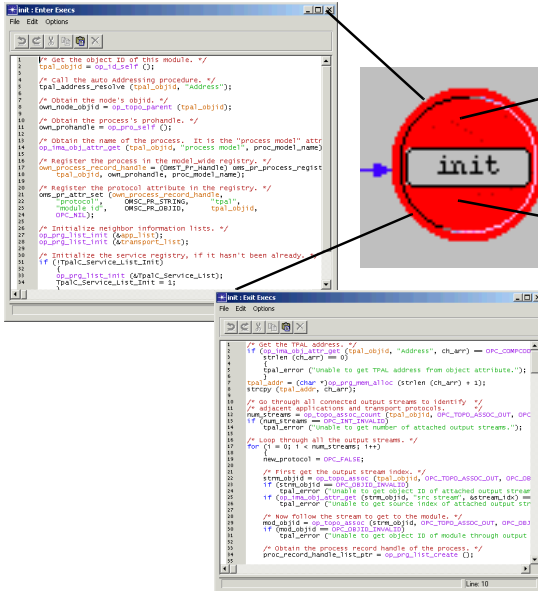 init : Enter Execs
File Edit Options
1 /* Get the object ID of this module. */
2 tpal_objid = op_id_self ();
3
4 /* Call the auto Addressing procedure. */
5 tpal_address_resolve (tpal_objid, "Address");
6
7 /* Obtain the node's objid. */
8 own_node_objid = op_topo_parent (tpal_objid);
9
10 /* Obtain the process's prohandle. */
11 own_prohandle = op_pro_self ();
12
13 /* Obtain the name of the process. It is the "process model" attr
14 op_ima_obj_attr_get (tpal_objid, "process model", proc_model_name)
15
16 /* Register the process in the model_wide registry. */
17 own_process_record_handle = (OmsT_Pr_Handle) oms_pr_process_regist
18 tpal_objid, own_prohandle, proc_model_name);
19
20 /* Register the protocol attribute in the registry. */
21 oms_pr_attr_set (own_process_record_handle,
22 "protocol", OMSC_PR_STRING, "tpal",
23 "module id", OMSC_PR_OBJID, tpal_objid,
24 OPC_NIL);
25
26 /* Initialize neighbor information lists. */
27 op_prg_list_init (&app_list);
28 op_prg_list_init (&transport_list);
29
30 /* Initialize the service registry, if it hasn't been already.
31 if (!TpalC_Service_List_Init)
32 {
33 op_prg_list_init (&TpalC_Service_List);
34 TpalC_Service_List_Init = 1;
init
init : Exit Execs
File Edit Options
1 /* Get the TPAL address. */
2 if (op_ima_obj_attr_get (tpal_objid, "Address", ch_arr) == OPC_COMPCOD
3 strlen (ch_arr) == 0)
4 {
5 tpal_error ("Unable to get TPAL address from object attribute.");
6 }
7 tpal_addr = (char *)op_prg_mem_alloc (strlen (ch_arr) + 1);
8 strcpy (tpal_addr, ch_arr);
9
10 /* Go through all connected output streams to identify */
11 /* adjacent applications and transport protocols. */
12 num_streams = op_topo_assoc_count (tpal_objid, OPC_TOPO_ASSOC_OUT, OPC
13 if (num_streams == OPC_INT_INVALID)
14 tpal_error ("Unable to get number of attached output streams.");
15
16 /* Loop through all the output streams. */
17 for (i = 0; i < num_streams; i++)
18 {
19 new_protocol = OPC_FALSE;
20
21 /* First get the output stream index. */
22 strm_objid = op_topo_assoc (tpal_objid, OPC_TOPO_ASSOC_OUT, OPC_OB
23 if (strm_objid == OPC_OBJID_INVALID)
24 tpal_error ("Unable to get object ID of attached output stream
25 if (op_ima_obj_attr_get (strm_objid, "src stream", &stream_idx) ==
26 tpal_error ("Unable to get source index of attached output str
27
28 /* Now follow the stream to get to the module. */
29 mod_objid = op_topo_assoc (strm_objid, OPC_TOPO_ASSOC_OUT, OPC_OBJ
30 if (mod_objid == OPC_OBJID_INVALID)
31 tpal_error ("Unable to get object ID of module through output
32
33 /* Obtain the process record handle of the process. */
34 proc_record_handle_list_ptr = op_prg_list_create ();
35
Line: 10